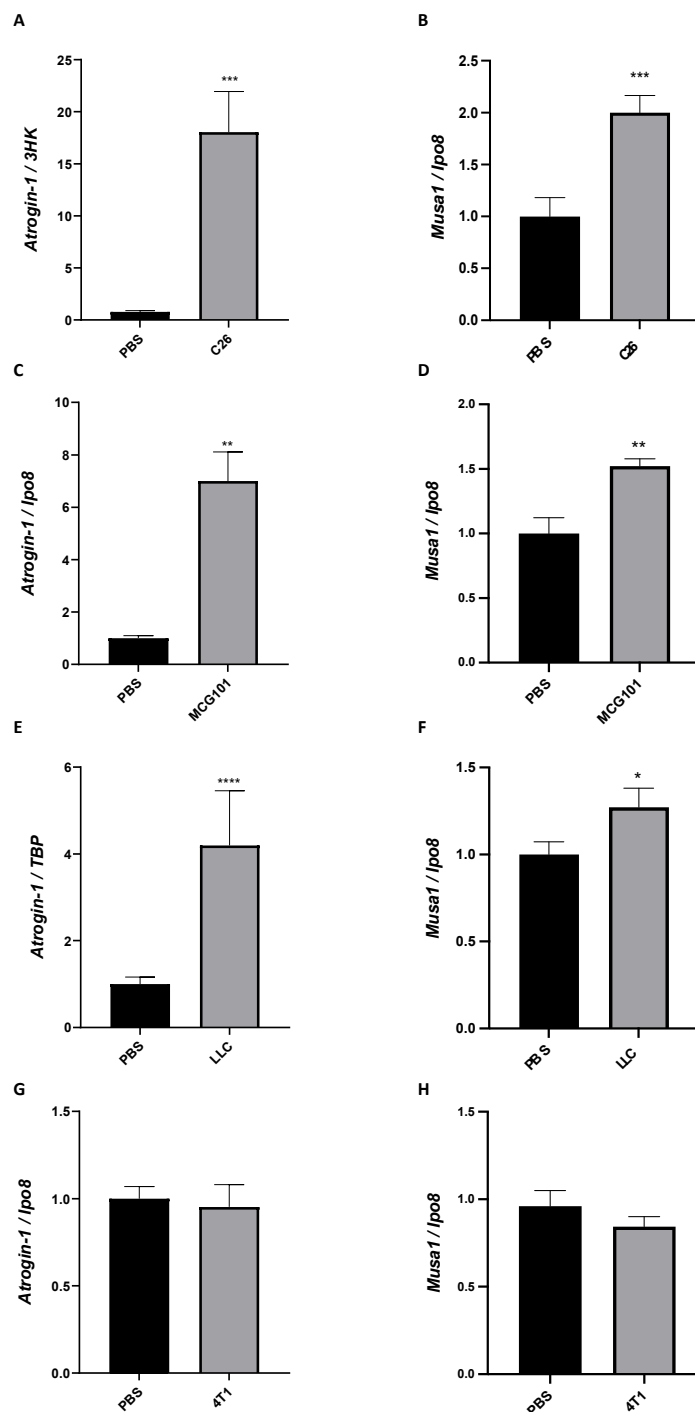 A
Atrogin-1 / 3HK
25
20
15
10
5
0
***
PBS
C26
B
Musa1 / Ipo8
2.5
2.0
1.5
1.0
0.5
0.0
***
PBS
C26
C
Atrogin-1 / Ipo8
10
8
6
4
2
0
**
PBS
MCG101
D
Musa1 / Ipo8
2.0
1.5
1.0
0.5
0.0
**
PBS
MCG101
E
Atrogin-1 / TBP
6
4
2
0
****
PBS
LLC
F
Musa1 / Ipo8
1.5
1.0
0.5
0.0
*
PBS
LLC
G
Atrogin-1 / Ipo8
1.5
1.0
0.5
0.0
PBS
4T1
H
Musa1 / Ipo8
1.5
1.0
0.5
0.0
PBS
4T1